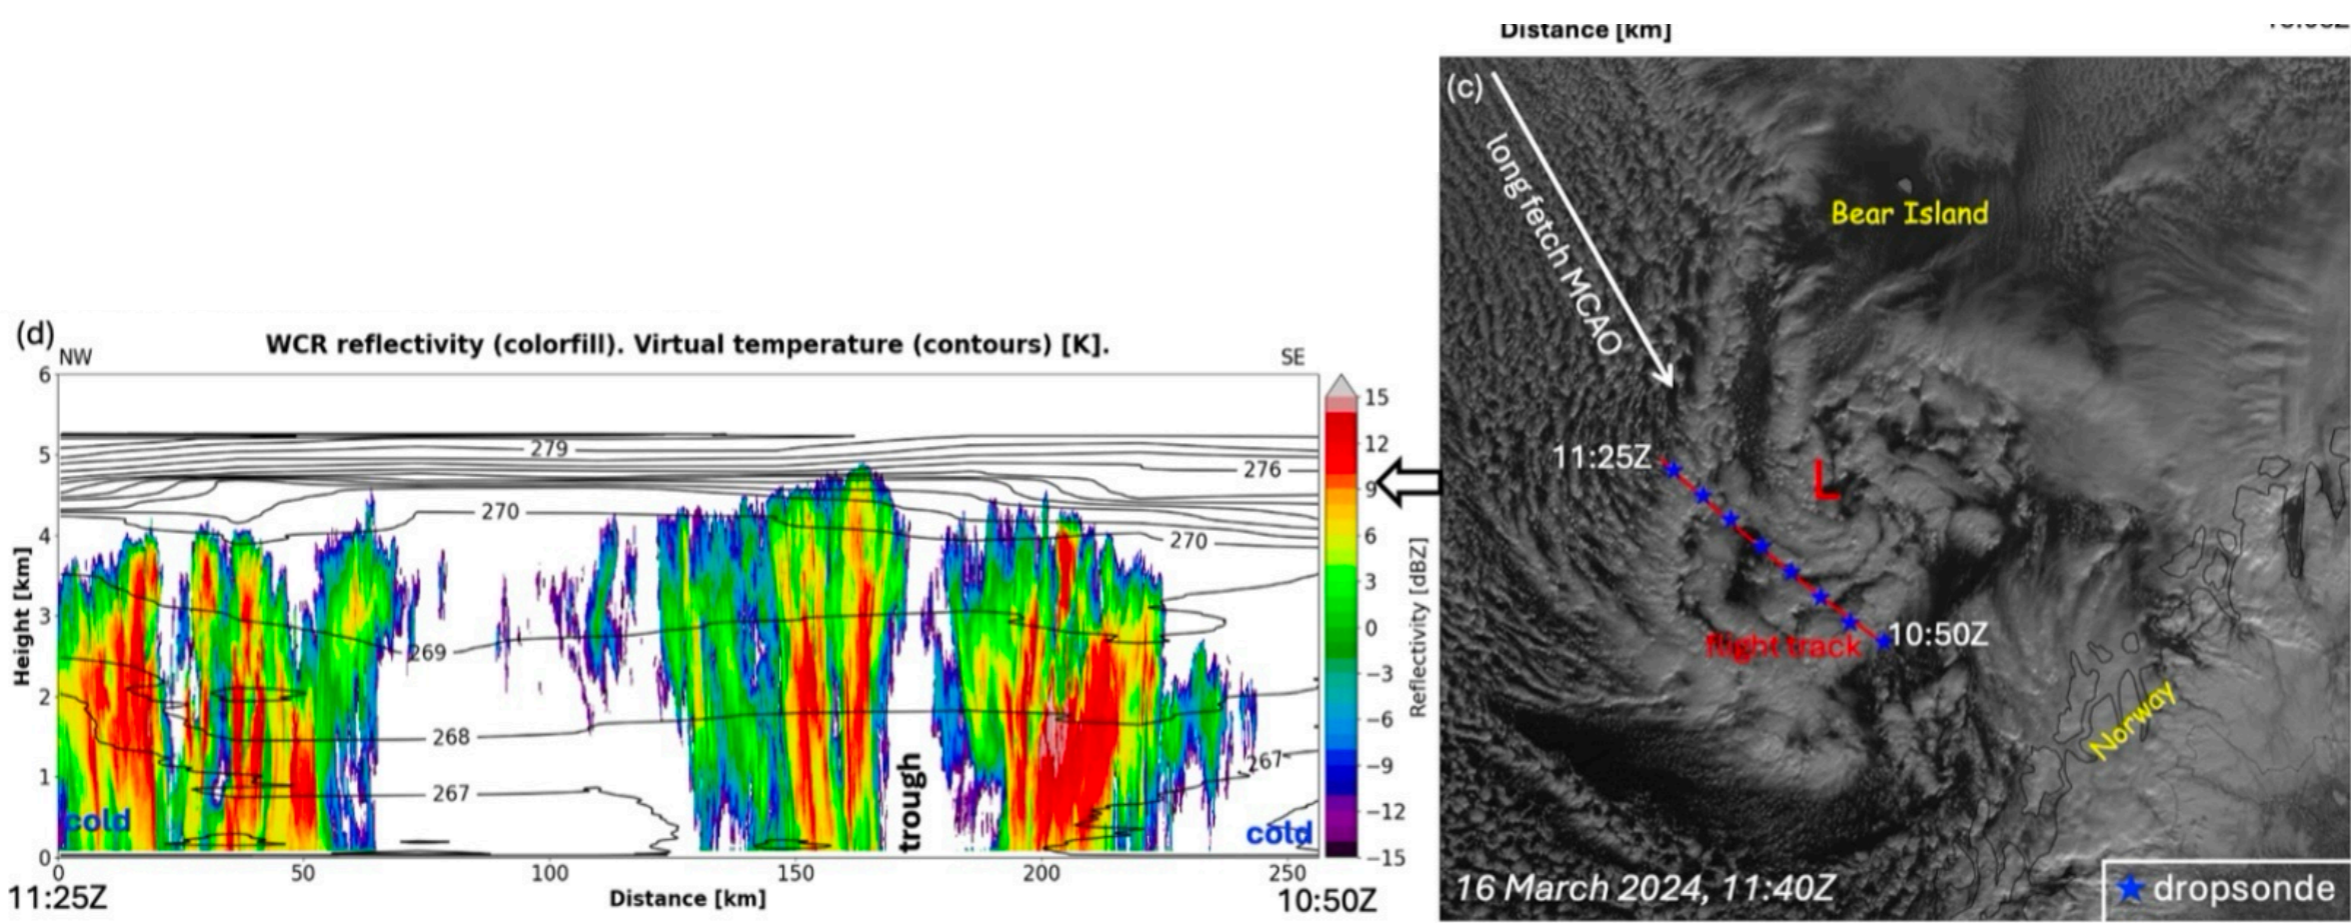 Distance [km]
(c)
long fetch MCAO
Bear Island
11:25Z
L
flight track
10:50Z
Norway
16 March 2024, 11:40Z
dropsonde
(d)
NW
WCR reflectivity (colorfill). Virtual temperature (contours) [K].
SE
6
5
4
3
2
1
0
Height [km]
279
276
270
270
269
268
267
267
cold
trough
cold
0
50
100
150
200
250
11:25Z
Distance [km]
10:50Z
15
12
9
6
3
0
−3
−6
−9
−12
−15
Reflectivity [dBZ]